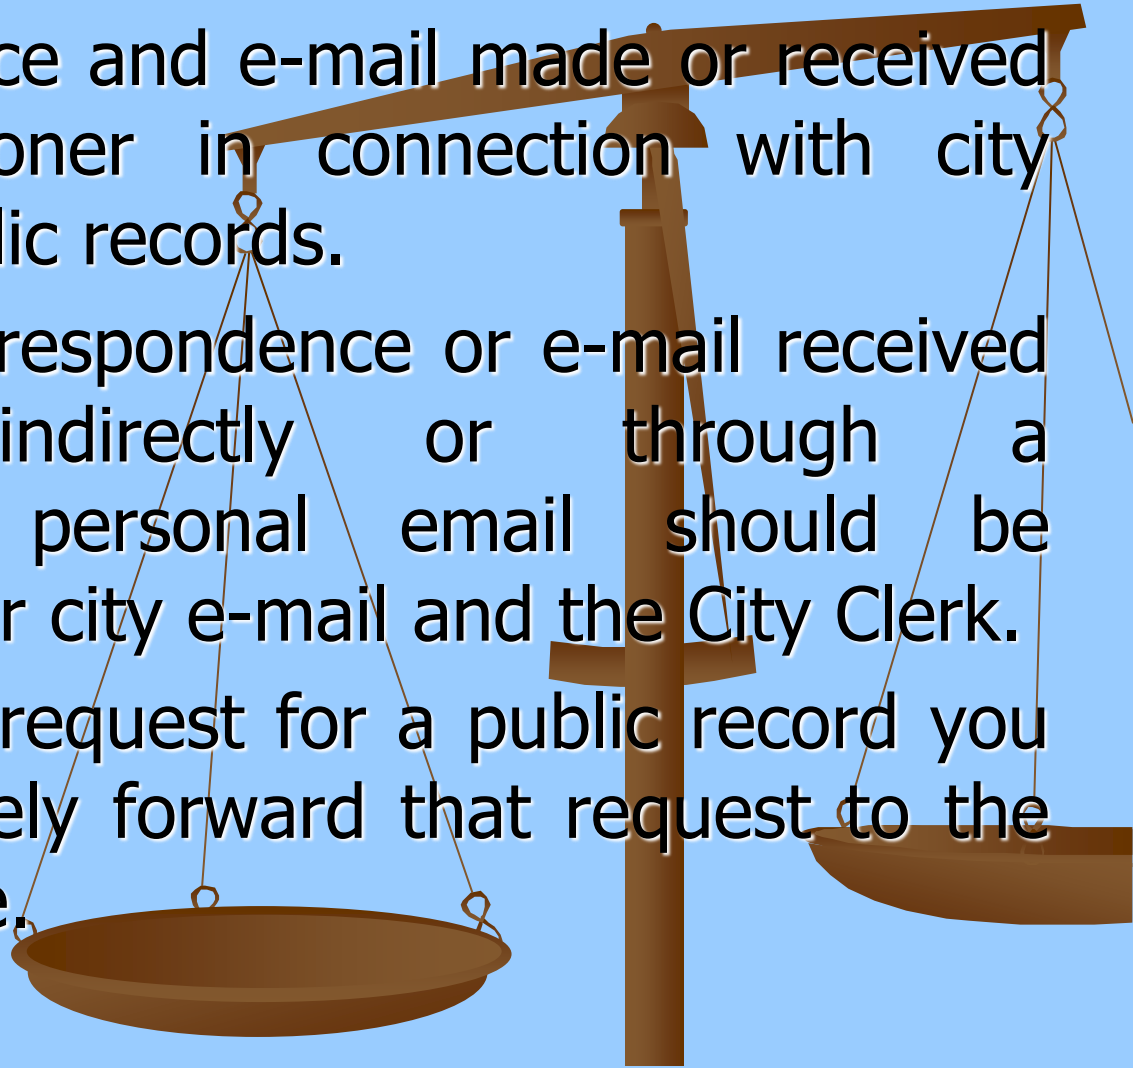 ce and e-mail made or received
oner in connection with city
lic records.
respondence or e-mail received
indirectly or through a
personal email should be
r city e-mail and the City Clerk.
request for a public record you
ely forward that request to the
e.